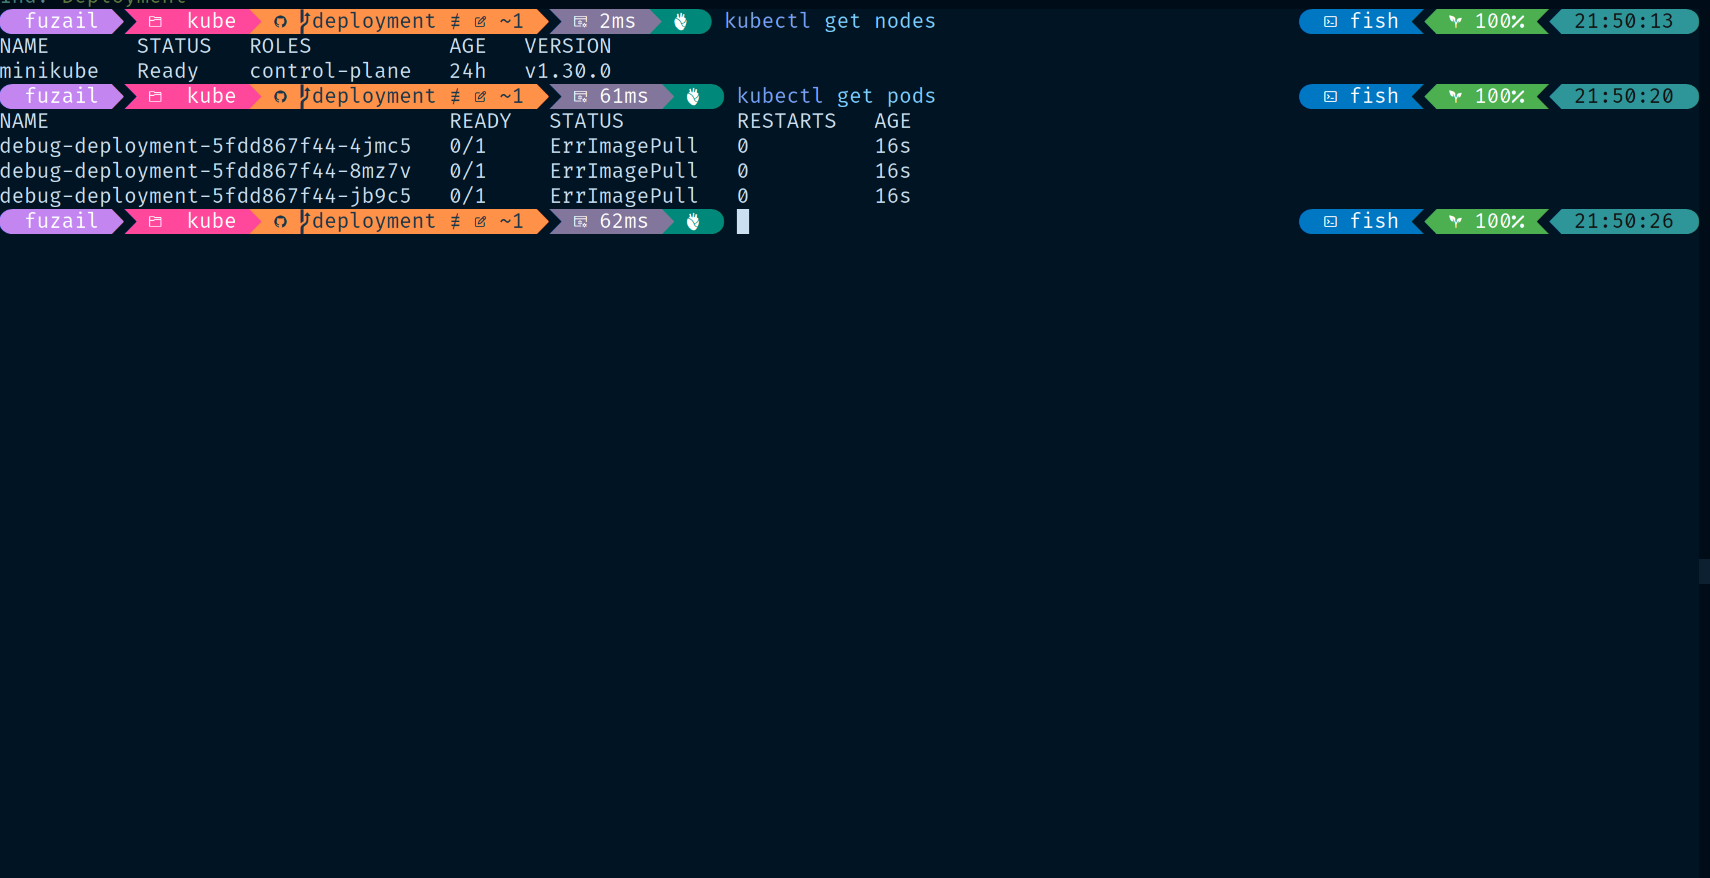 fuzail kube deployment ≢ ~1 2ms kubectl get nodes fish 100% 21:50:13
NAME STATUS ROLES AGE VERSION
minikube Ready control-plane 24h v1.30.0
fuzail kube deployment ≢ ~1 61ms kubectl get pods fish 100% 21:50:20
NAME READY STATUS RESTARTS AGE
debug-deployment-5fdd867f44-4jmc5 0/1 ErrImagePull 0 16s
debug-deployment-5fdd867f44-8mz7v 0/1 ErrImagePull 0 16s
debug-deployment-5fdd867f44-jb9c5 0/1 ErrImagePull 0 16s
fuzail kube deployment ≢ ~1 62ms fish 100% 21:50:26